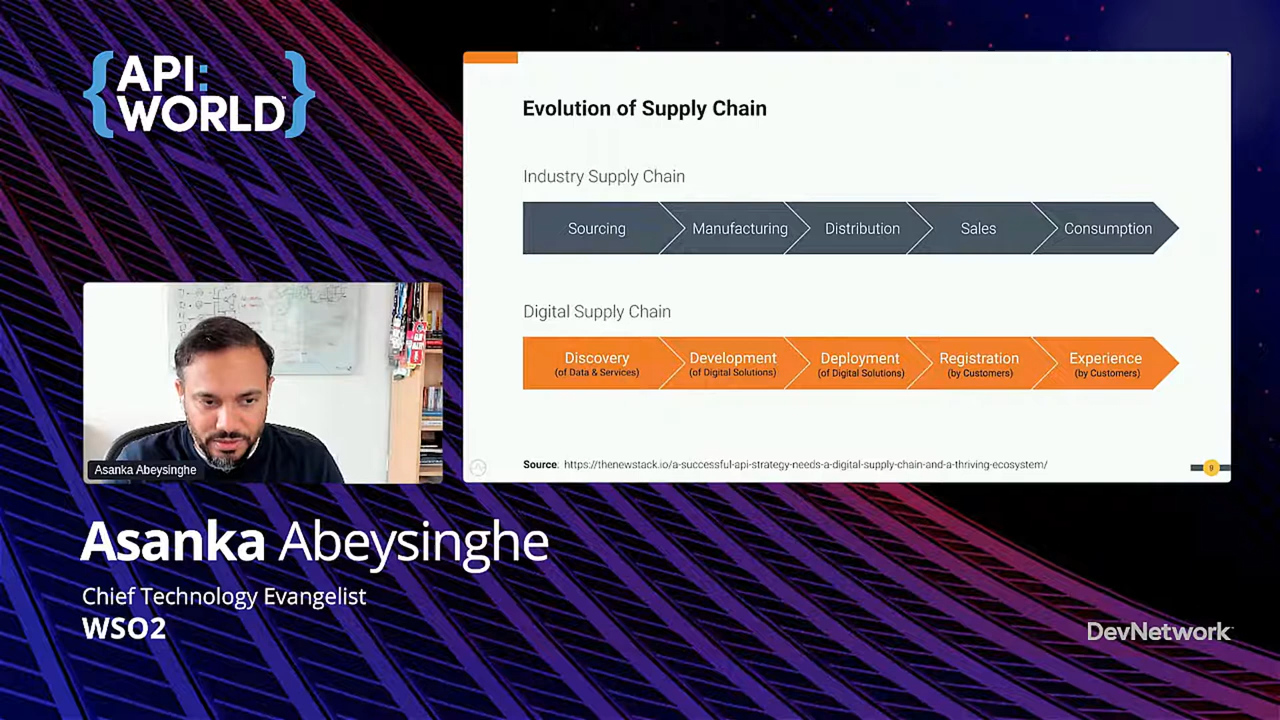 {API:
WORLD}™
Evolution of Supply Chain
Industry Supply Chain
Sourcing
Manufacturing
Distribution
Sales
Consumption
Digital Supply Chain
Discovery
(of Data & Services)
Development
(of Digital Solutions)
Deployment
(of Digital Solutions)
Registration
(by Customers)
Experience
(by Customers)
Source. https://thenewstack.io/a-successful-api-strategy-needs-a-digital-supply-chain-and-a-thriving-ecosystem/
9
Asanka Abeysinghe
Asanka Abeysinghe
Chief Technology Evangelist
WSO2
DevNetwork